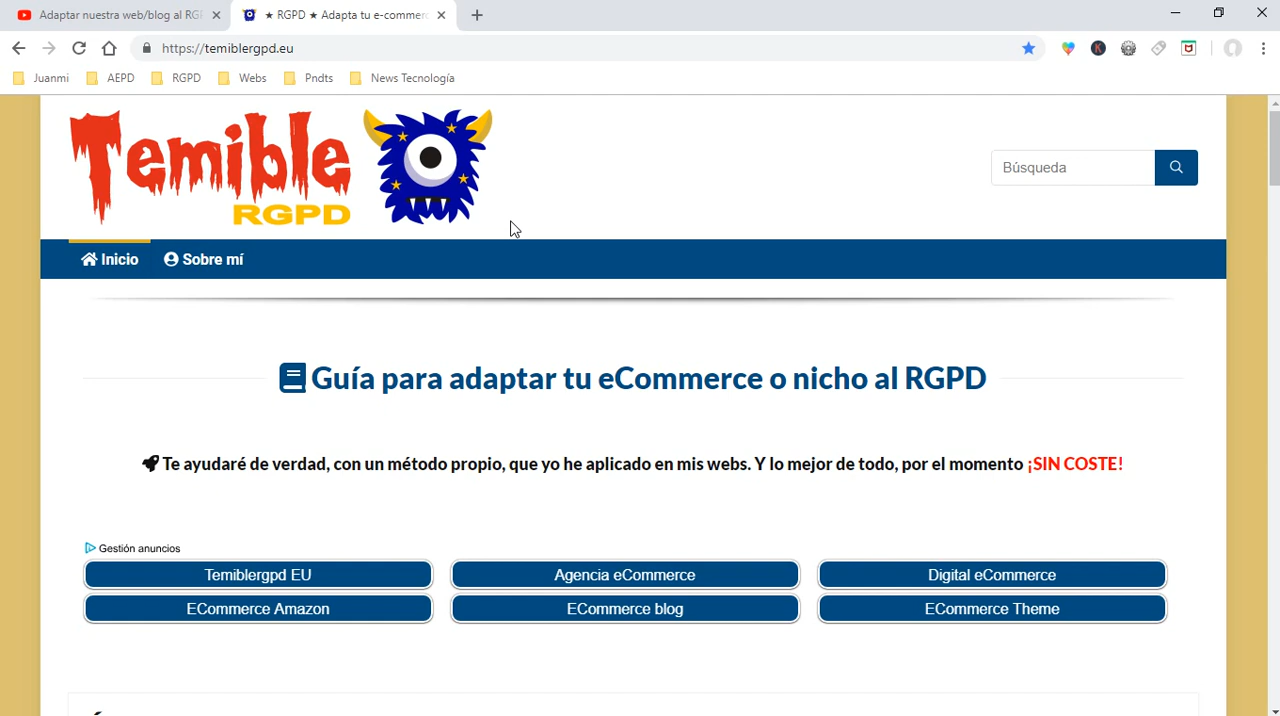 Adaptar nuestra web/blog al RGP
★ RGPD ★ Adapta tu e-commerc
https://temiblergpd.eu
Juanmi AEPD RGPD Webs Pndts News Tecnología
Temible
RGPD
Búsqueda
Inicio Sobre mí
Guía para adaptar tu eCommerce o nicho al RGPD
Te ayudaré de verdad, con un método propio, que yo he aplicado en mis webs. Y lo mejor de todo, por el momento ¡SIN COSTE!
Gestión anuncios
Temiblergpd EU Agencia eCommerce Digital eCommerce
ECommerce Amazon ECommerce blog ECommerce Theme